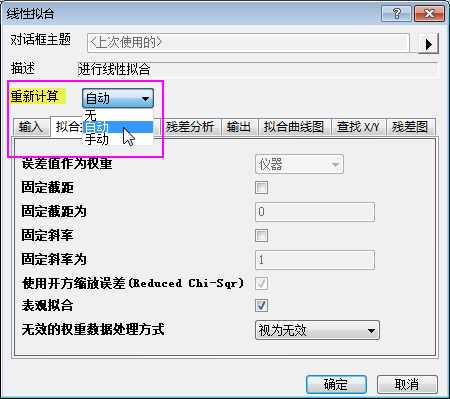 线性拟合
对话框主题 <上次使用的>
描述 进行线性拟合
重新计算 自动
无
自动
手动
输入 拟合 残差分析 输出 拟合曲线图 查找 X/Y 残差图
误差值作为权重 仪器
固定截距
固定截距为 0
固定斜率
固定斜率为 1
使用开方缩放误差(Reduced Chi-Sqr)
表观拟合
无效的权重数据处理方式 视为无效
确定 取消